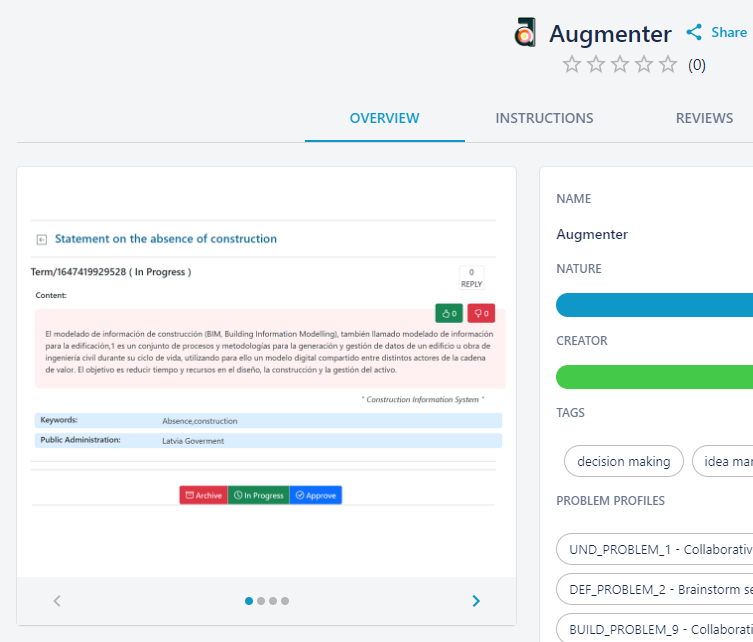 Augmenter
Share
(0)
OVERVIEW
INSTRUCTIONS
REVIEWS
Statement on the absence of construction
Term/1647419929528 ( In Progress )
0
REPLY
Content:
0
0
El modelado de información de construcción (BIM, Building Information Modelling), también llamado modelado de información
para la edificación,1 es un conjunto de procesos y metodologías para la generación y gestión de datos de un edificio u obra de
ingeniería civil durante su ciclo de vida, utilizando para ello un modelo digital compartido entre distintos actores de la cadena
de valor. El objetivo es reducir tiempo y recursos en el diseño, la construcción y la gestión del activo.
" Construction Information System "
Keywords: Absence,construction
Public Administration: Latvia Goverment
Archive
In Progress
Approve
NAME
Augmenter
NATURE
CREATOR
TAGS
decision making
idea mar
PROBLEM PROFILES
UND_PROBLEM_1 - Collaborativ
DEF_PROBLEM_2 - Brainstorm se
BUILD_PROBLEM_9 - Collaborati